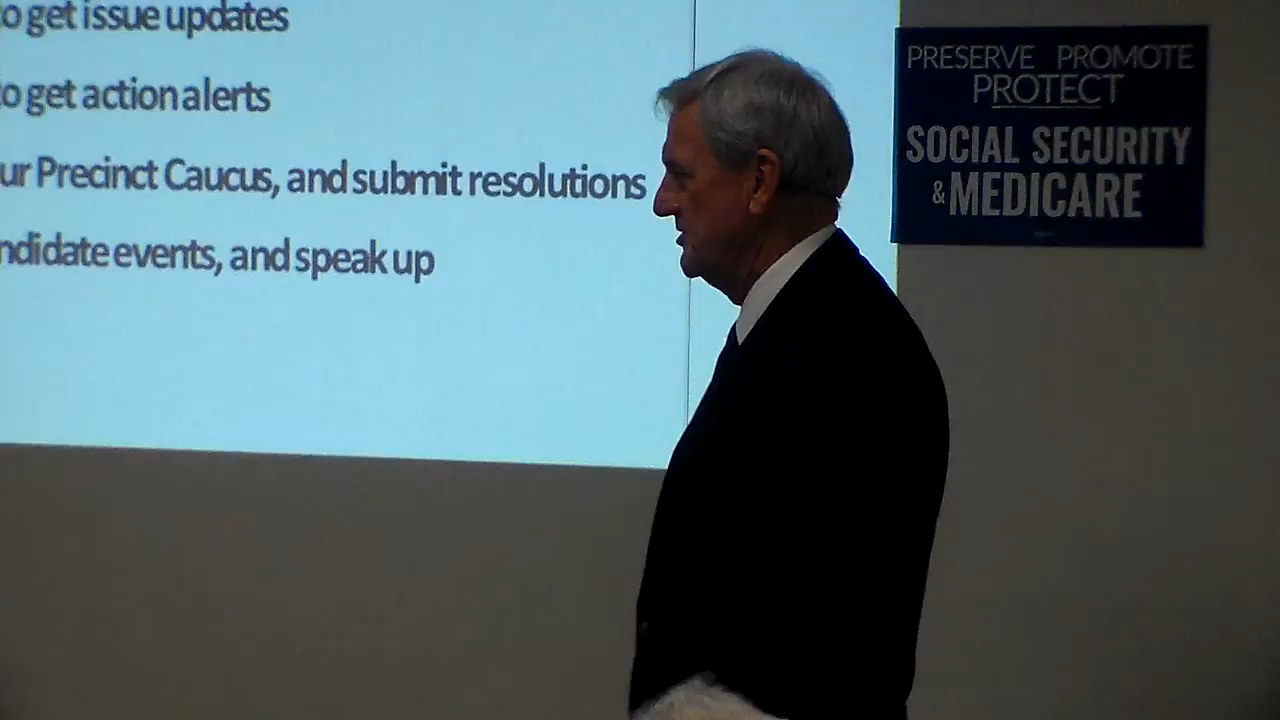 o get issue updates
o get action alerts
ur Precinct Caucus, and submit resolutions
ndidate events, and speak up
PRESERVE PROMOTE
PROTECT
SOCIAL SECURITY
& MEDICARE